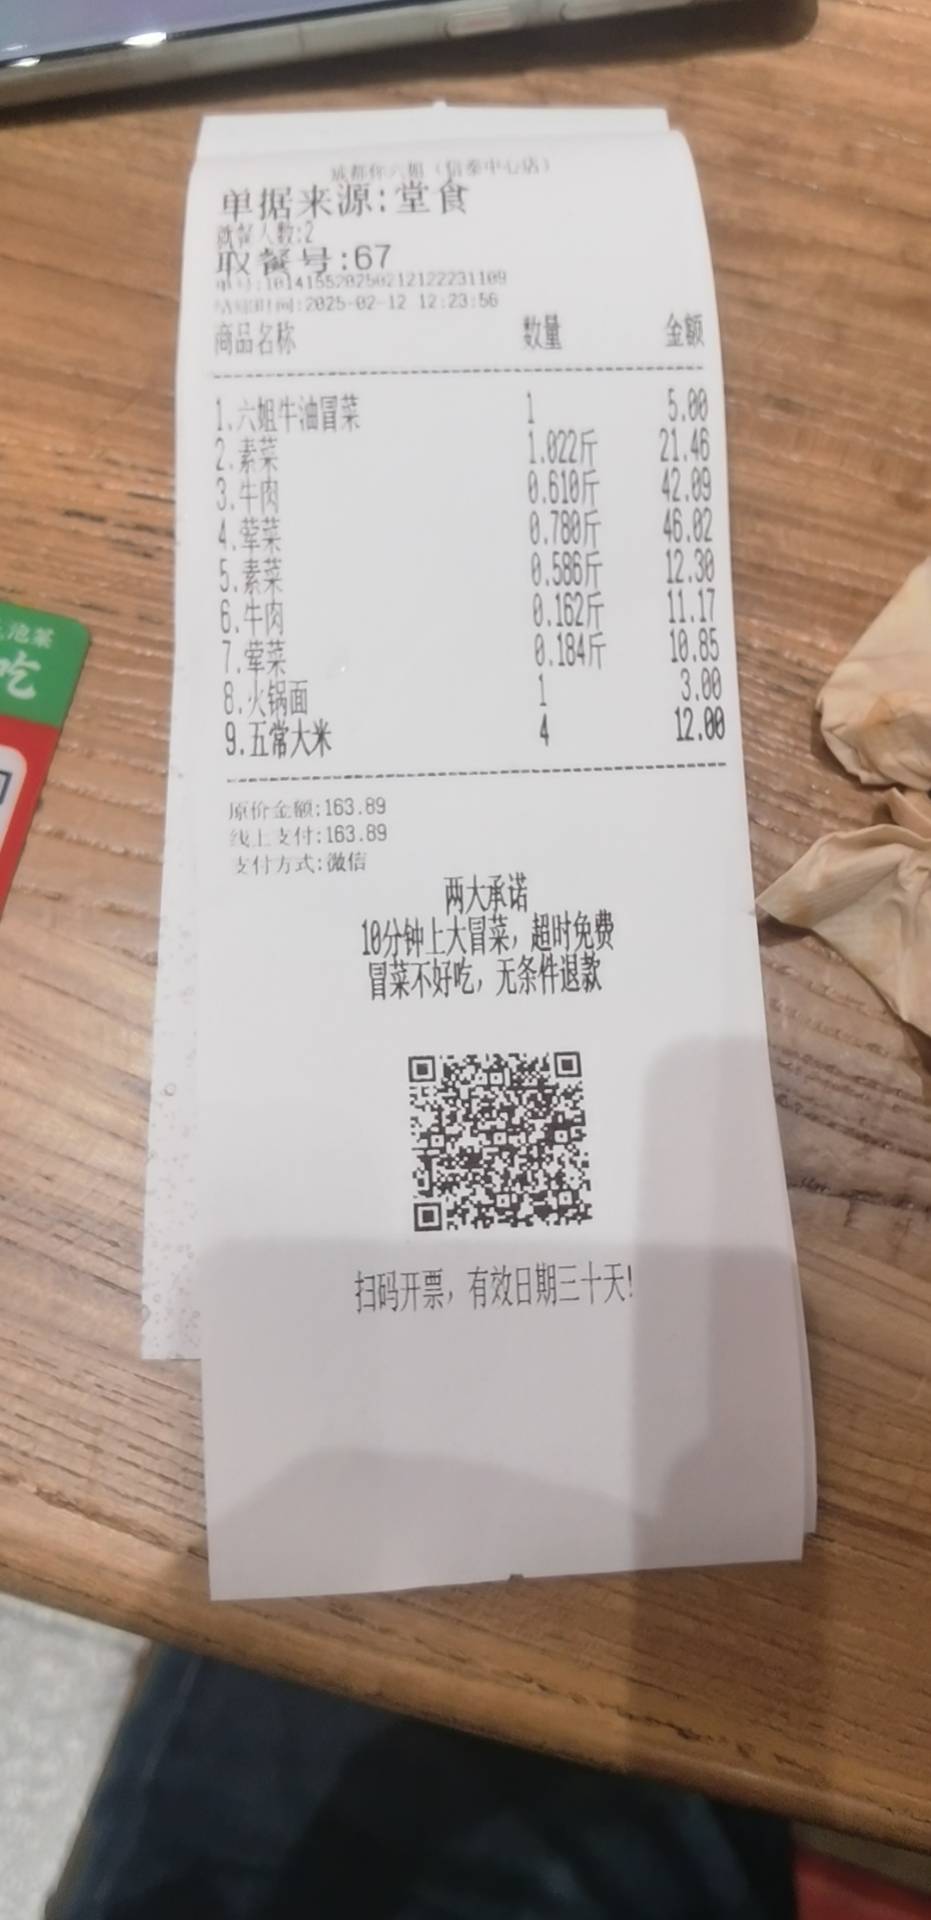 成都你六姐（信泰中心店）
单据来源:堂食
就餐人数:2
取餐号:67
单号:10141552025021212223110​9
结账时间:2025-02-12 12:23:56
商品名称 数量 金额
1.六姐牛油冒菜 1 5.00
2.素菜 1.022斤 21.46
3.牛肉 0.610斤 42.09
4.荤菜 0.780斤 46.02
5.素菜 0.586斤 12.30
6.牛肉 0.162斤 11.17
7.荤菜 0.184斤 10.85
8.火锅面 1 3.00
9.五常大米 4 12.00
原价金额:163.89
线上支付:163.89
支付方式:微信
两大承诺
10分钟上大冒菜，超时免费
冒菜不好吃，无条件退款
扫码开票，有效日期三十天!
泡菜
吃